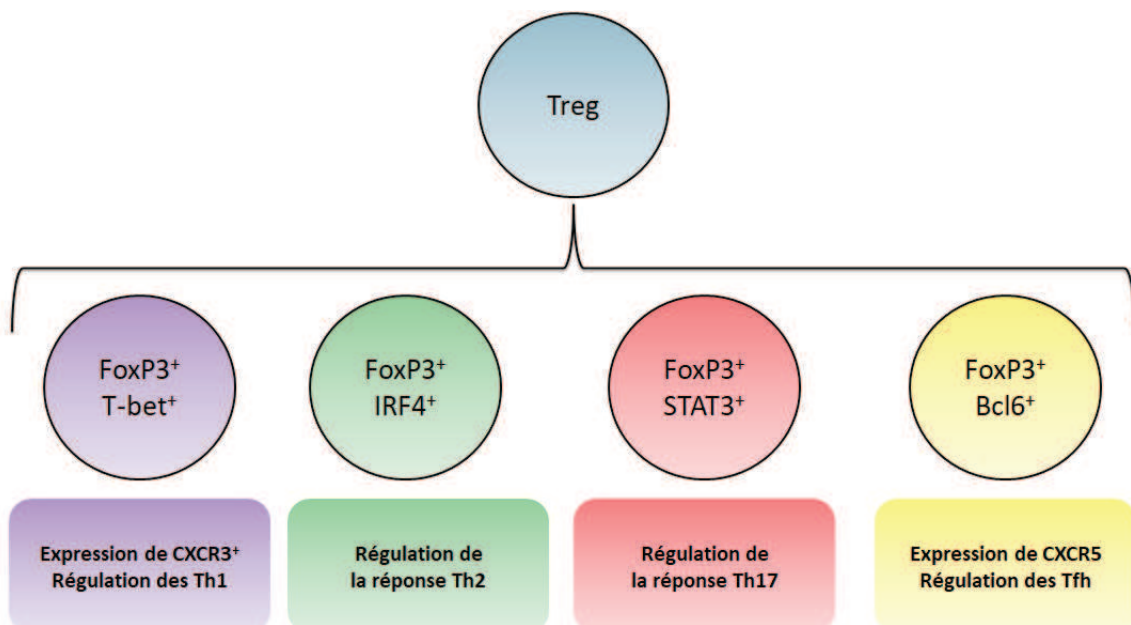 Treg
FoxP3⁺
T-bet⁺
FoxP3⁺
IRF4⁺
FoxP3⁺
STAT3⁺
FoxP3⁺
Bcl6⁺
Expression de CXCR3⁺
Régulation des Th1
Régulation de
la réponse Th2
Régulation de
la réponse Th17
Expression de CXCR5
Régulation des Tfh